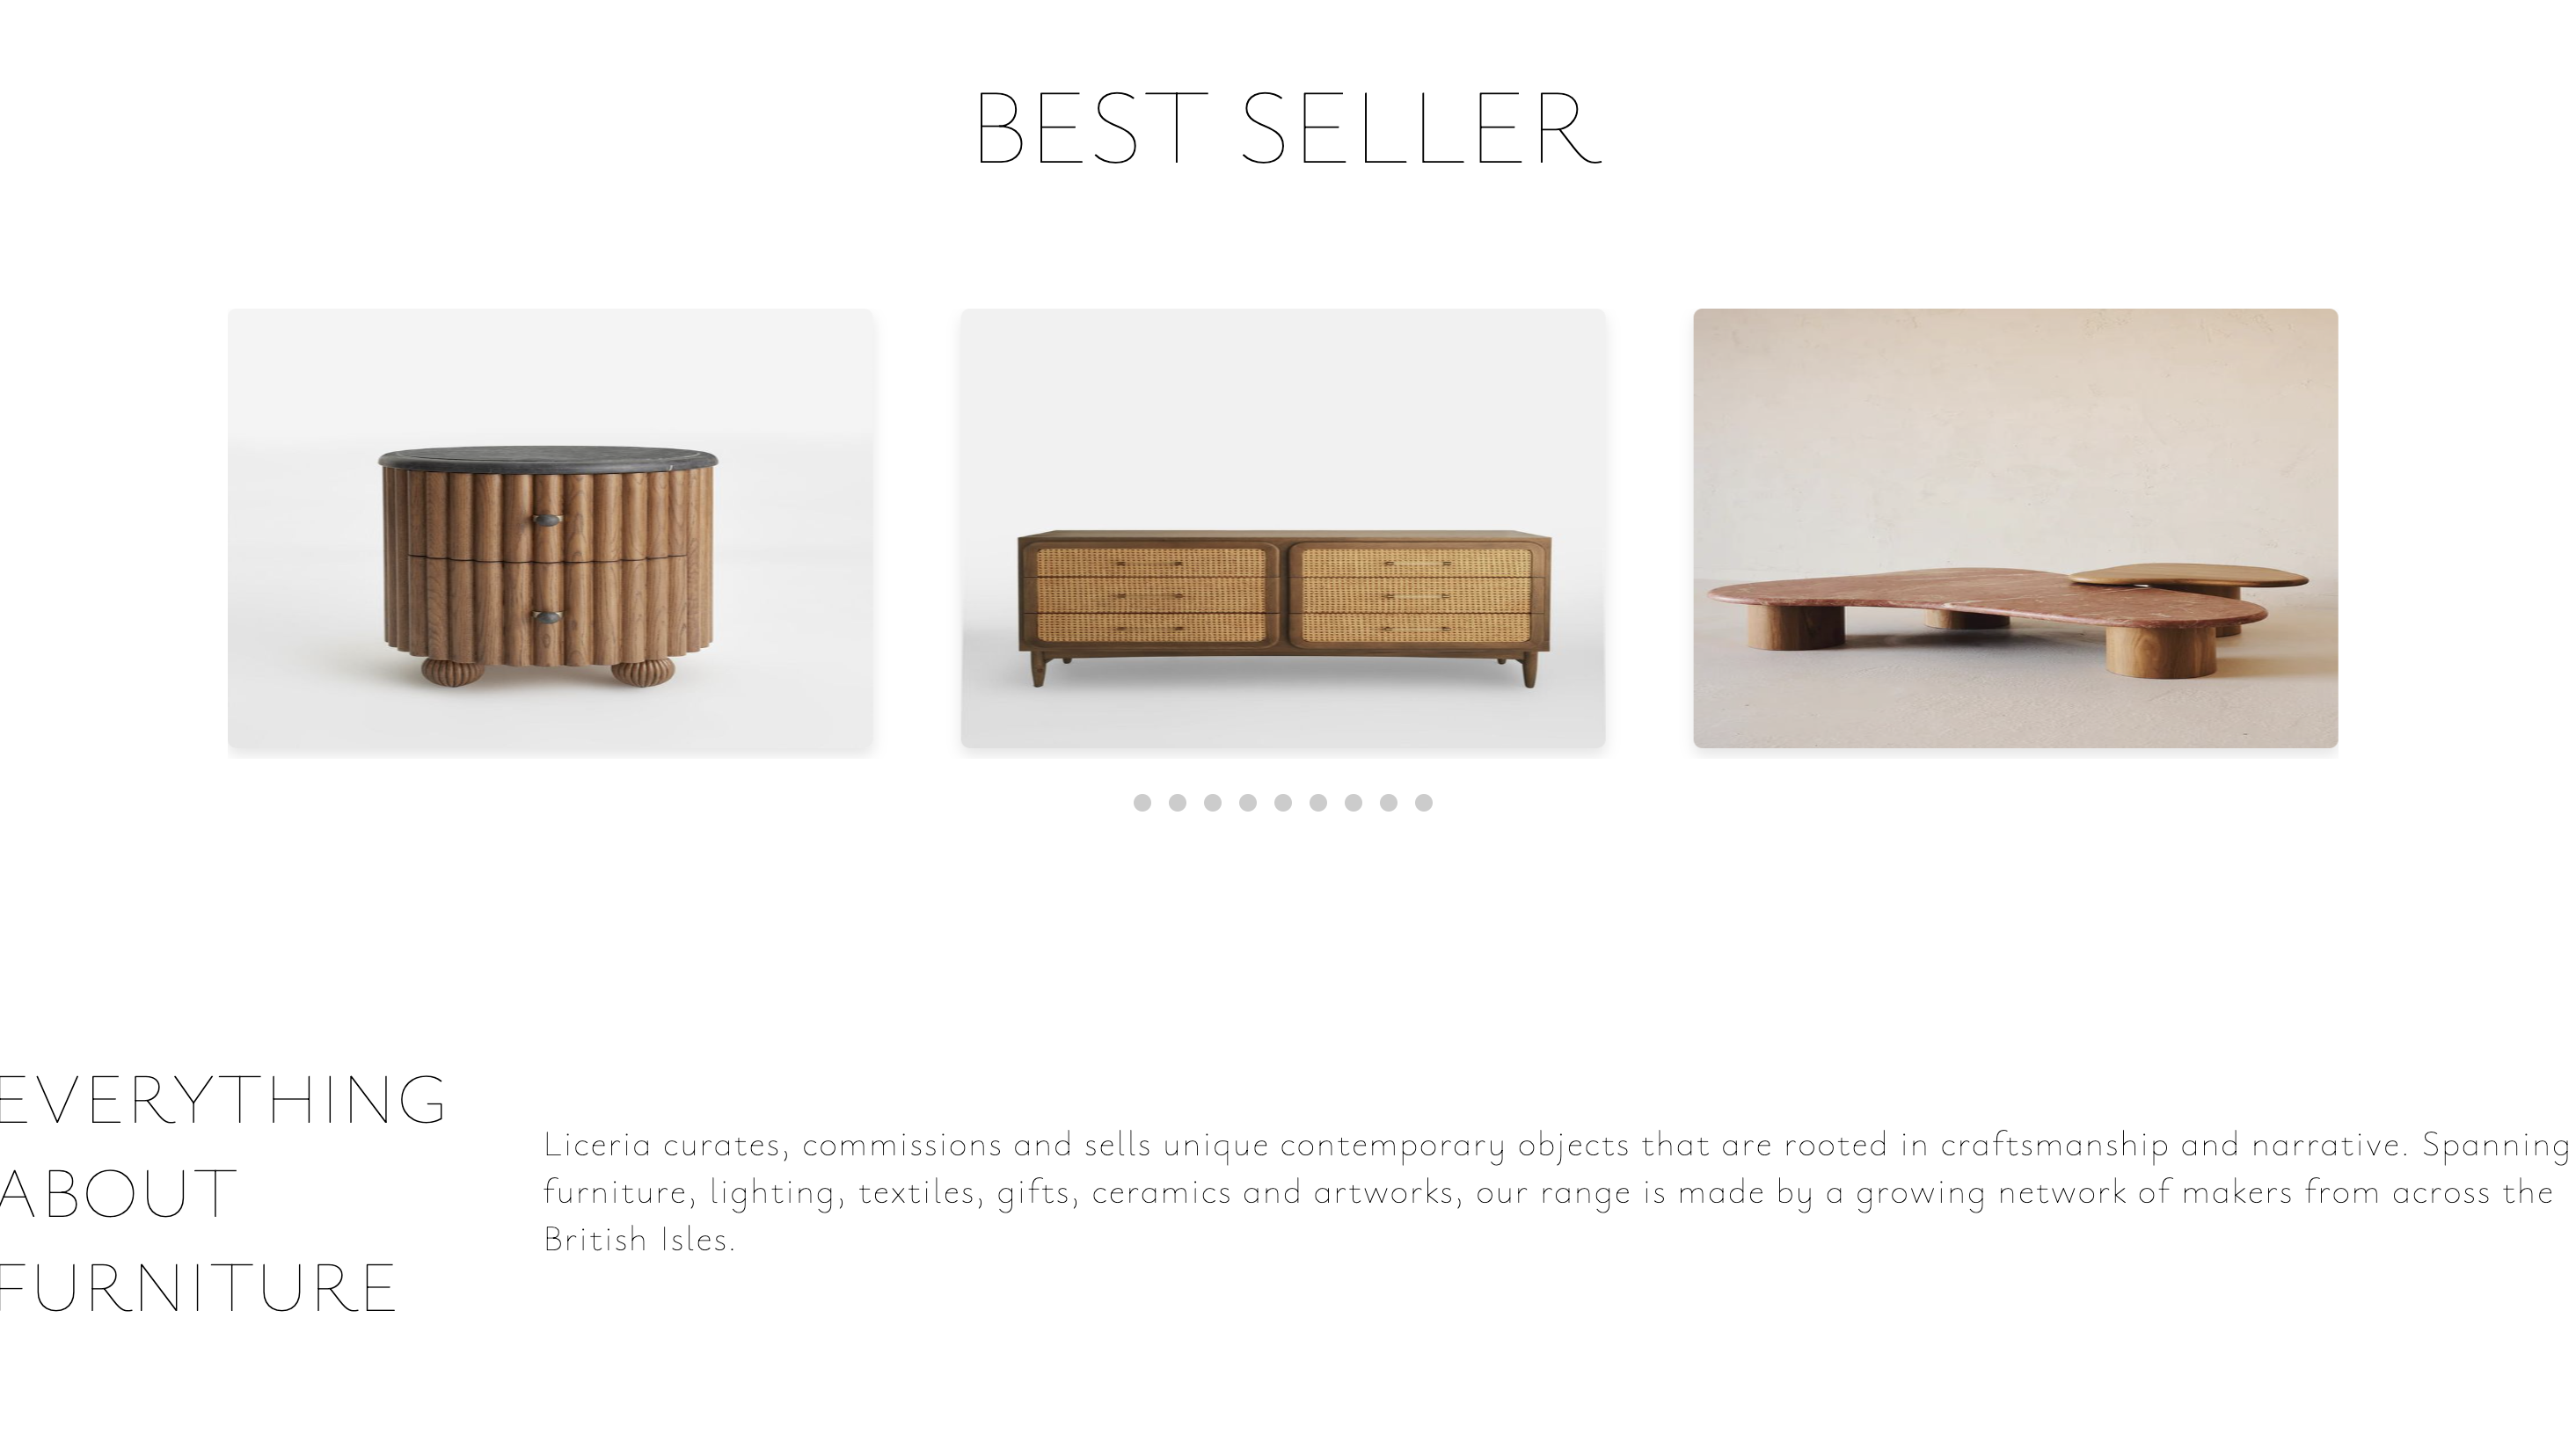 BEST SELLER
EVERYTHING
ABOUT
FURNITURE
Liceria curates, commissions and sells unique contemporary objects that are rooted in craftsmanship and narrative. Spanning
furniture, lighting, textiles, gifts, ceramics and artworks, our range is made by a growing network of makers from across the
British Isles.